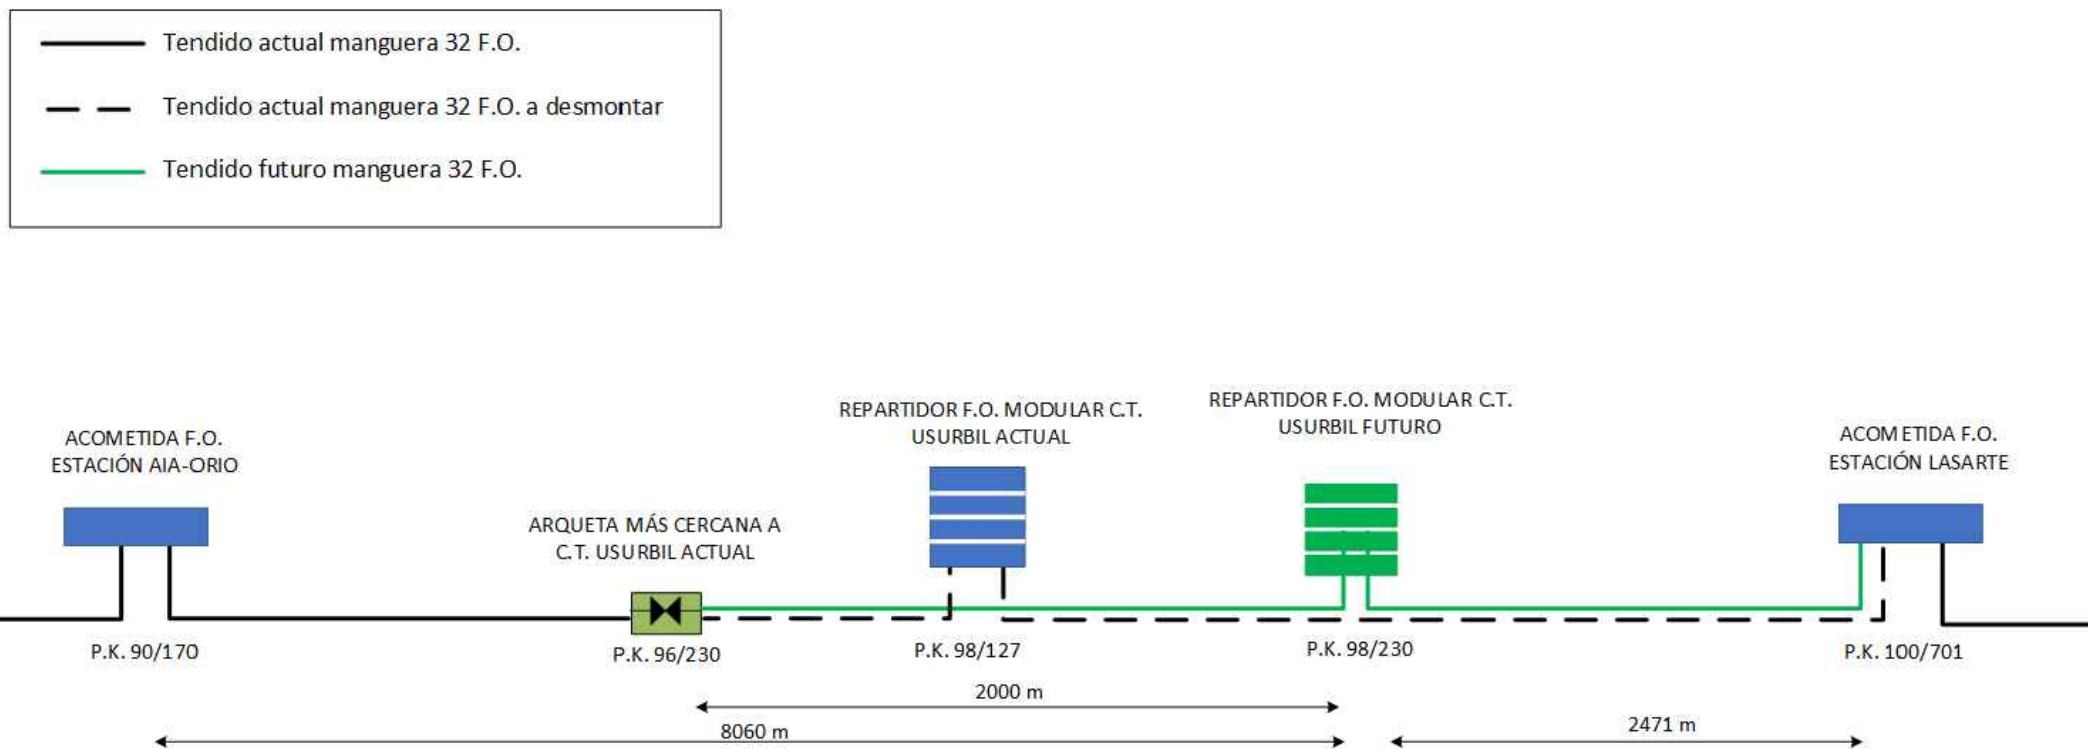 Tendido actual manguera 32 F.O.
Tendido actual manguera 32 F.O. a desmontar
Tendido futuro manguera 32 F.O.
ACOMETIDA F.O.
ESTACIÓN AIA-ORIO
ARQUETA MÁS CERCANA A
C.T. USURBIL ACTUAL
REPARTIDOR F.O. MODULAR C.T.
USURBIL ACTUAL
REPARTIDOR F.O. MODULAR C.T.
USURBIL FUTURO
ACOMETIDA F.O.
ESTACIÓN LASARTE
P.K. 90/170
P.K. 96/230
P.K. 98/127
P.K. 98/230
P.K. 100/701
2000 m
8060 m
2471 m